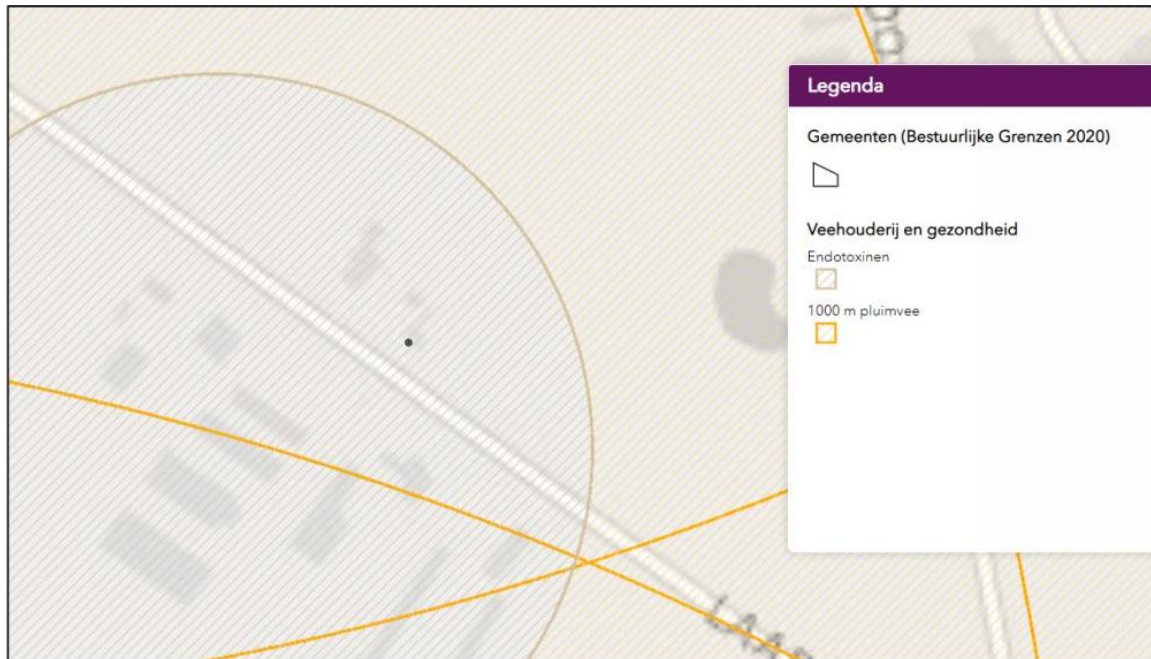 Legenda
Gemeenten (Bestuurlijke Grenzen 2020)
Veehouderij en gezondheid
Endotoxinen
1000 m pluimvee